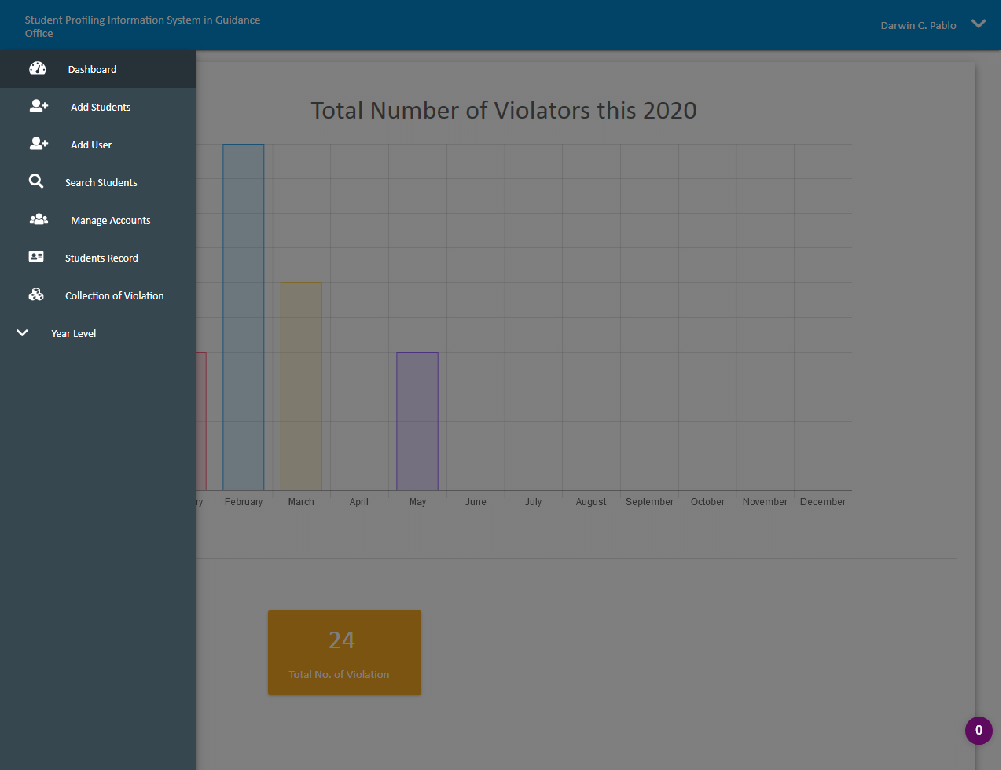 Student Profiling Information System in Guidance
Office
Darwin C. Pablo
Dashboard
Add Students
Add User
Search Students
Manage Accounts
Students Record
Collection of Violation
Year Level
Total Number of Violators this 2020
ry February March April May June July August September October November December
24
Total No. of Violation
0